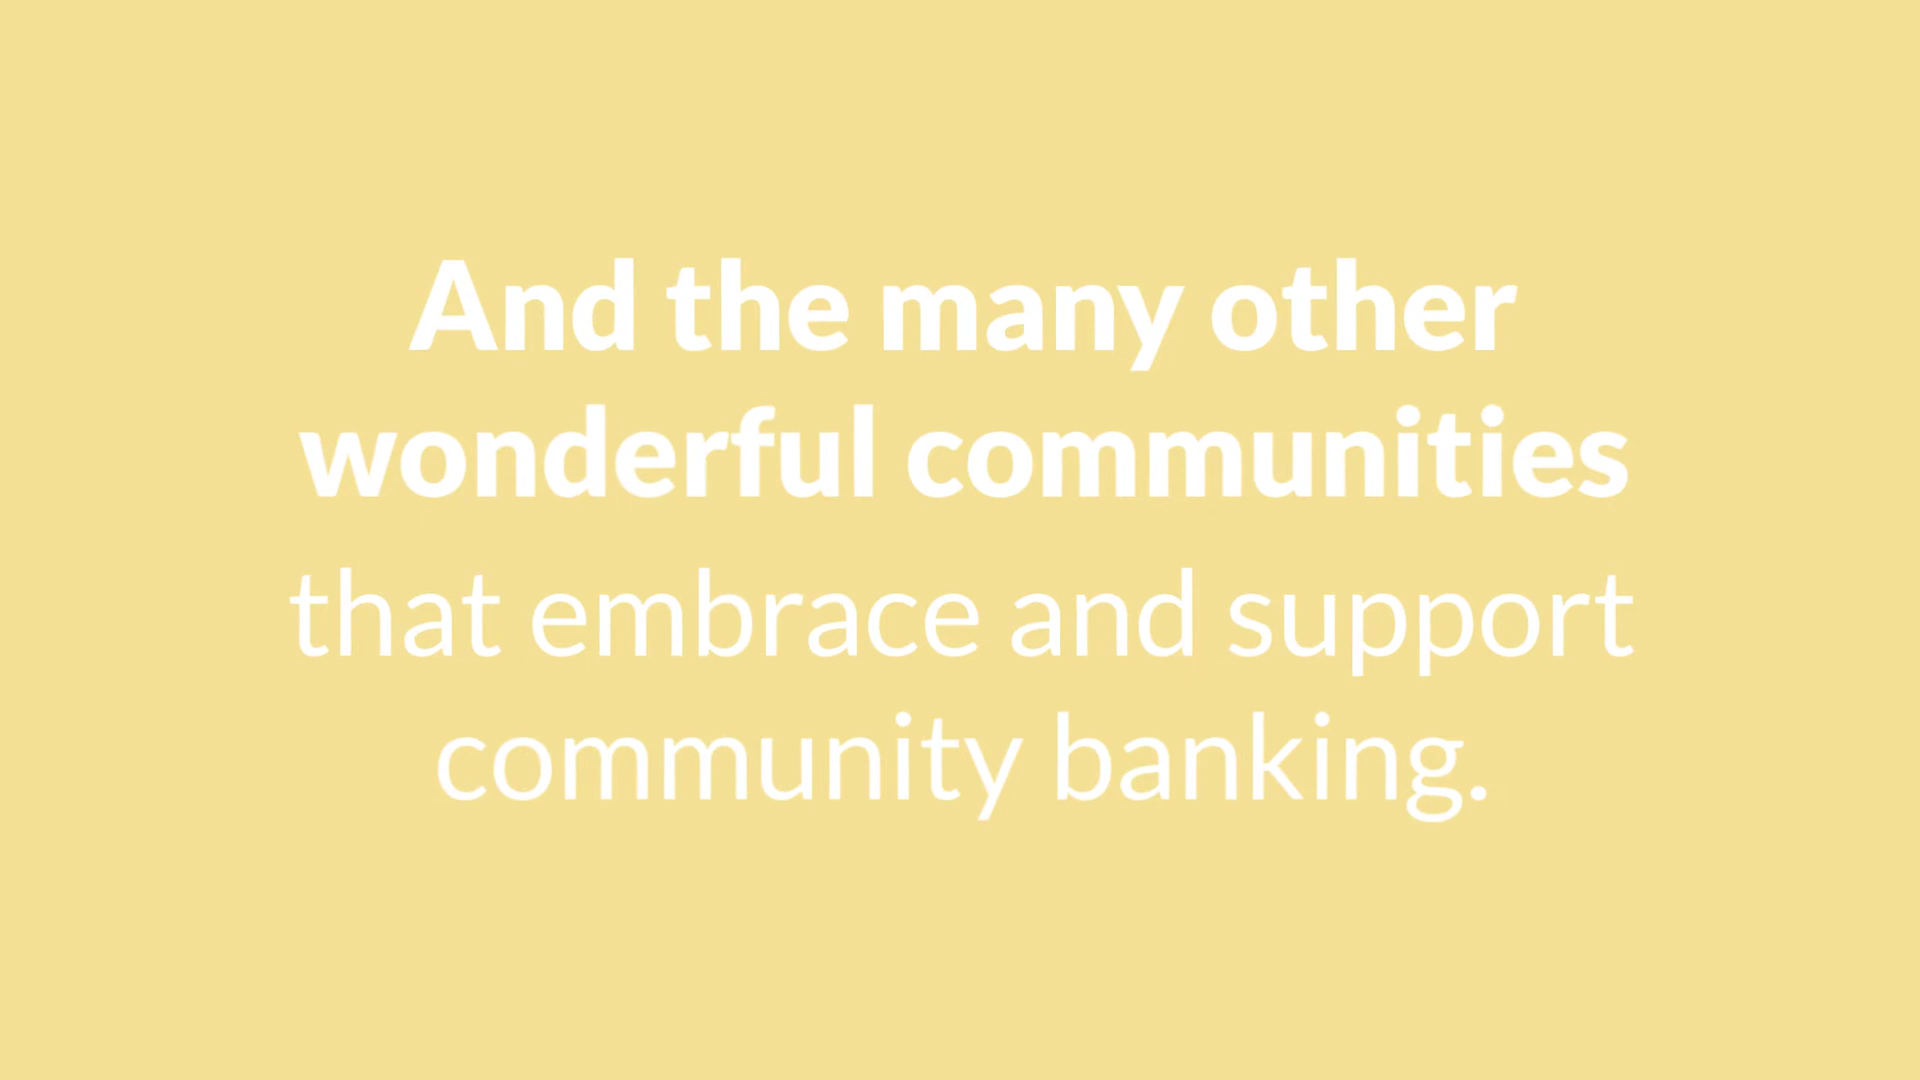 And the many other
wonderful communities
that embrace and support
community banking.